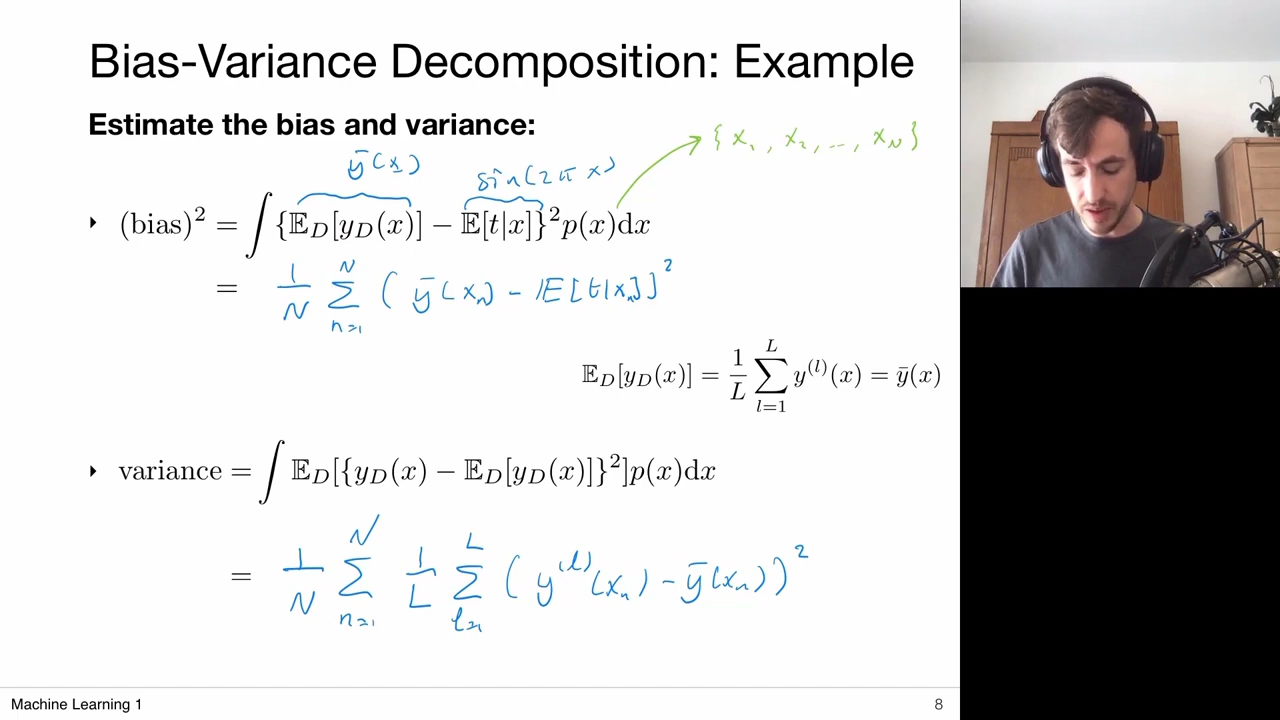 Bias-Variance Decomposition: Example
Estimate the bias and variance:
{ x₁ , x₂ , ... , x_N }
ȳ(x) sin(2πx)
‣ (bias)² = ∫{𝔼_D[y_D(x)] − 𝔼[t|x]}²p(x)dx
= 1/N ∑_{n=1}^{N} ( ȳ(x_n) − 𝔼[t|x_n] ]²
𝔼_D[y_D(x)] = 1/L ∑_{l=1}^{L} y^{(l)}(x) = ȳ(x)
‣ variance = ∫ 𝔼_D[{y_D(x) − 𝔼_D[y_D(x)]}²]p(x)dx
= 1/N ∑_{n=1}^{N} 1/L ∑_{l=1}^{L} ( y^{(l)}(x_n) − ȳ(x_n) )²
Machine Learning 1
8